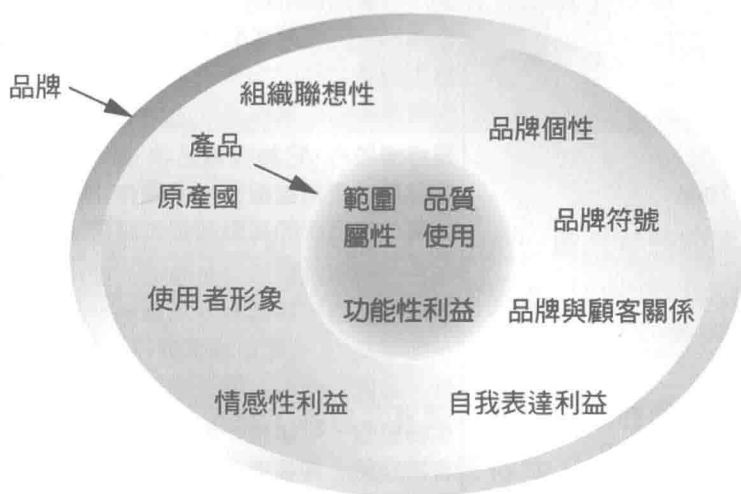 組織聯想性
品牌
品牌個性
產品
原產國
範圍 品質
屬性 使用
品牌符號
使用者形象
功能性利益
品牌與顧客關係
情感性利益
自我表達利益